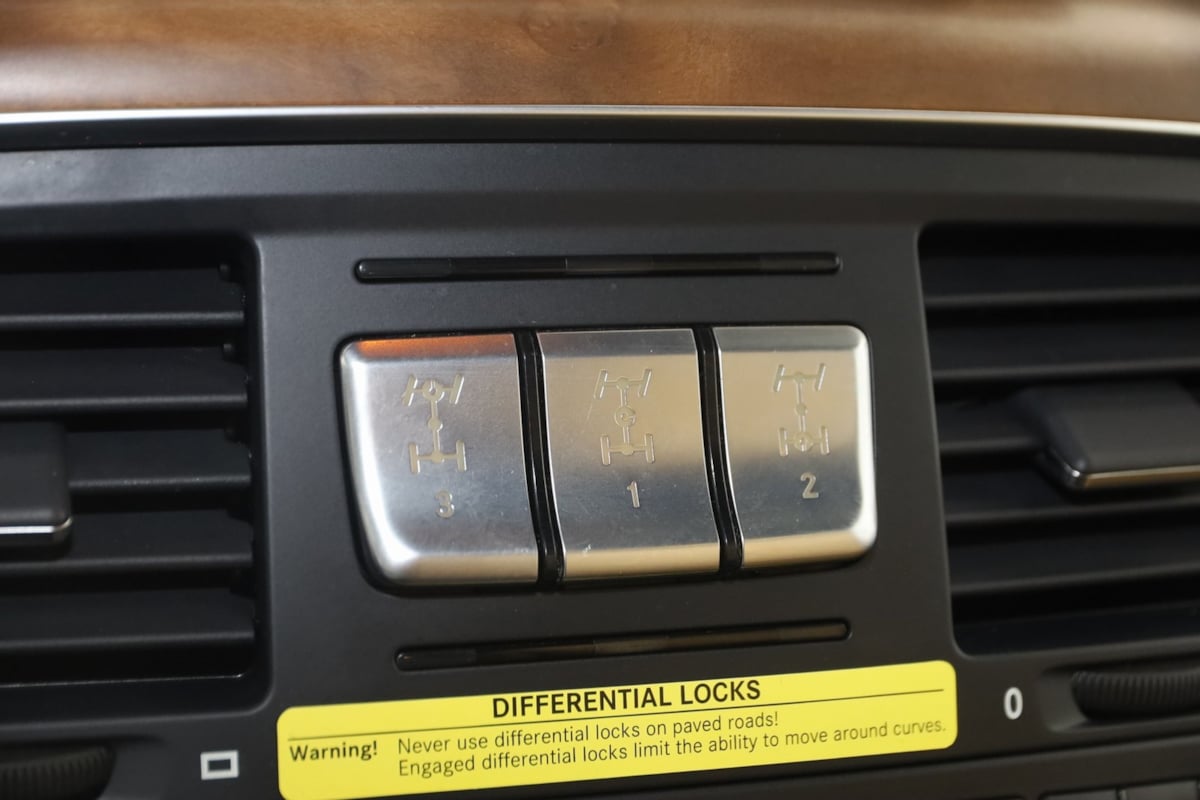 3 1 2
DIFFERENTIAL LOCKS
Warning! Never use differential locks on paved roads!
Engaged differential locks limit the ability to move around curves.
0